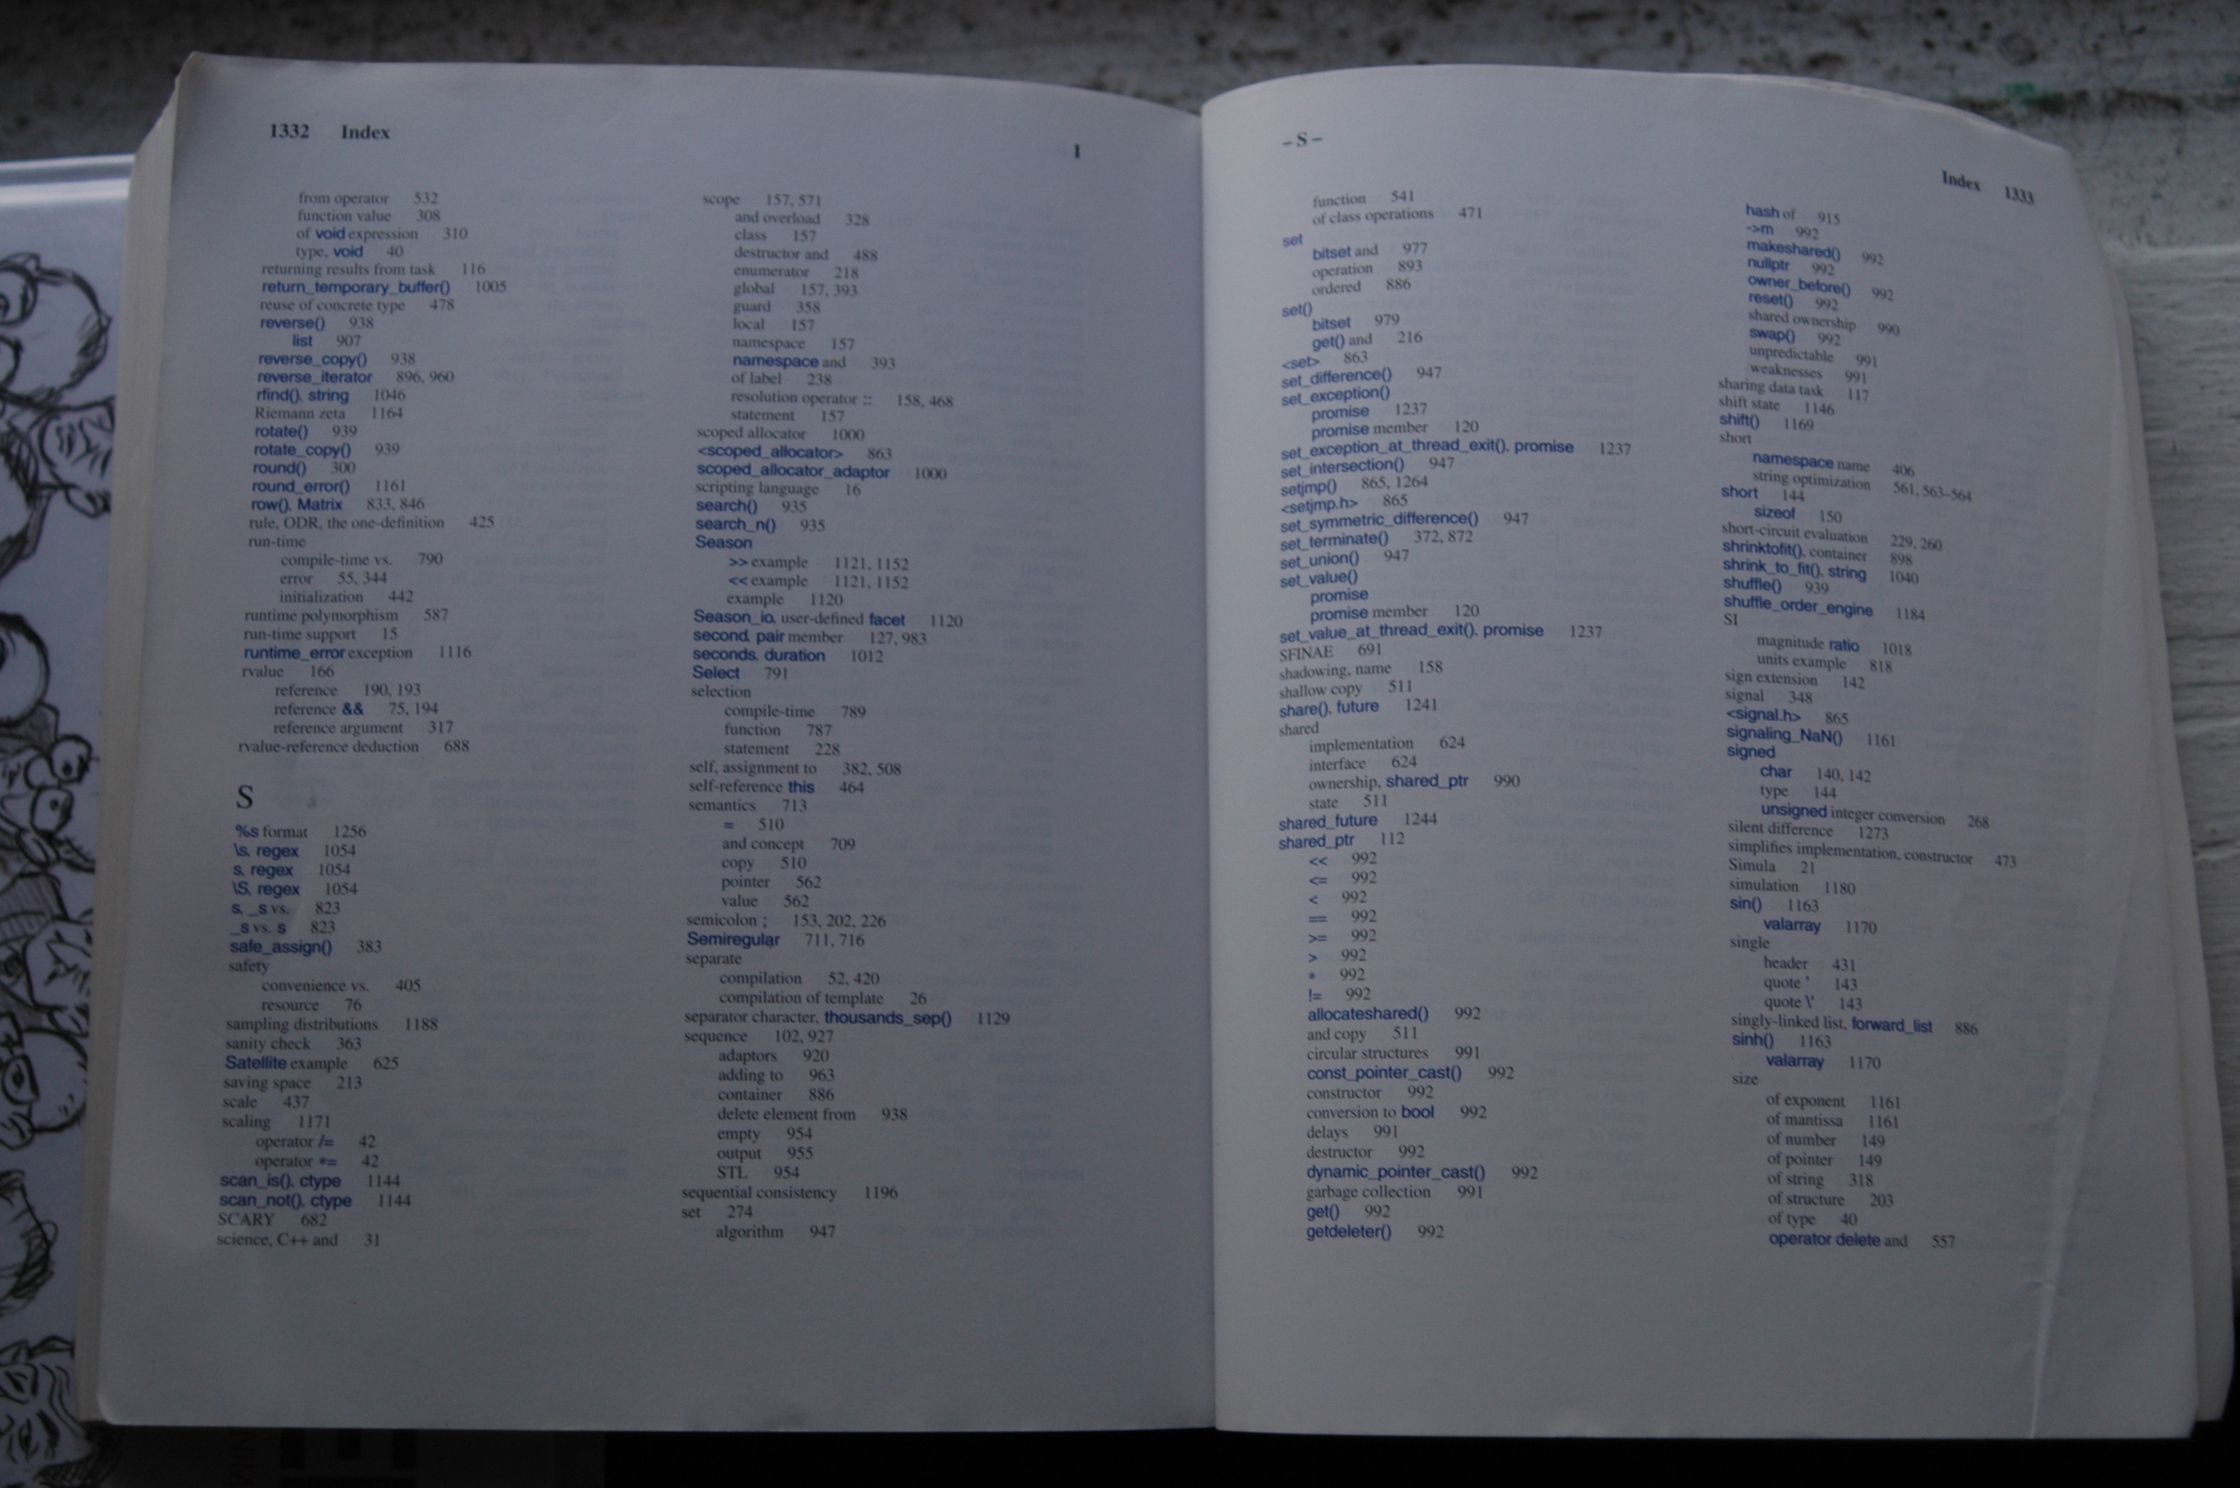 1332 Index
I
from operator 532
function value 308
of void expression 310
type, void 40
returning results from task 116
return_temporary_buffer() 1005
reuse of concrete type 478
reverse() 938
list 907
reverse_copy() 938
reverse_iterator 896, 960
rfind(), string 1046
Riemann zeta 1164
rotate() 939
rotate_copy() 939
round() 300
round_error() 1161
row(), Matrix 833, 846
rule, ODR, the one-definition 425
run-time
compile-time vs. 790
error 55, 344
initialization 442
runtime polymorphism 587
run-time support 15
runtime_error exception 1116
rvalue 166
reference 190, 193
reference && 75, 194
reference argument 317
rvalue-reference deduction 688
S
%s format 1256
\s, regex 1054
s, regex 1054
\S, regex 1054
s, _s vs. 823
_s vs. s 823
safe_assign() 383
safety
convenience vs. 405
resource 76
sampling distributions 1188
sanity check 363
Satellite example 625
saving space 213
scale 437
scaling 1171
operator /= 42
operator *= 42
scan_is(), ctype 1144
scan_not(), ctype 1144
SCARY 682
science, C++ and 31
scope 157, 571
and overload 328
class 157
destructor and 488
enumerator 218
global 157, 393
guard 358
local 157
namespace 157
namespace and 393
of label 238
resolution operator :: 158, 468
statement 157
scoped allocator 1000
<scoped_allocator> 863
scoped_allocator_adaptor 1000
scripting language 16
search() 935
search_n() 935
Season
>> example 1121, 1152
<< example 1121, 1152
example 1120
Season_io, user-defined facet 1120
second, pair member 127, 983
seconds, duration 1012
Select 791
selection
compile-time 789
function 787
statement 228
self, assignment to 382, 508
self-reference this 464
semantics 713
= 510
and concept 709
copy 510
pointer 562
value 562
semicolon ; 153, 202, 226
Semiregular 711, 716
separate
compilation 52, 420
compilation of template 26
separator character, thousands_sep() 1129
sequence 102, 927
adaptors 920
adding to 963
container 886
delete element from 938
empty 954
output 955
STL 954
sequential consistency 1196
set 274
algorithm 947
– S –
Index 1333
function 541
of class operations 471
set
bitset and 977
operation 893
ordered 886
set()
bitset 979
get() and 216
<set> 863
set_difference() 947
set_exception()
promise 1237
promise member 120
set_exception_at_thread_exit(), promise 1237
set_intersection() 947
setjmp() 865, 1264
<setjmp.h> 865
set_symmetric_difference() 947
set_terminate() 372, 872
set_union() 947
set_value()
promise
promise member 120
set_value_at_thread_exit(), promise 1237
SFINAE 691
shadowing, name 158
shallow copy 511
share(), future 1241
shared
implementation 624
interface 624
ownership, shared_ptr 990
state 511
shared_future 1244
shared_ptr 112
<< 992
<= 992
< 992
== 992
>= 992
> 992
* 992
!= 992
allocateshared() 992
and copy 511
circular structures 991
const_pointer_cast() 992
constructor 992
conversion to bool 992
delays 991
destructor 992
dynamic_pointer_cast() 992
garbage collection 991
get() 992
getdeleter() 992
hash of 915
->m 992
makeshared() 992
nullptr 992
owner_before() 992
reset() 992
shared ownership 990
swap() 992
unpredictable 991
weaknesses 991
sharing data task 117
shift state 1146
shift() 1169
short
namespace name 406
string optimization 561, 563–564
short 144
sizeof 150
short-circuit evaluation 229, 260
shrinktofit(), container 898
shrink_to_fit(), string 1040
shuffle() 939
shuffle_order_engine 1184
SI
magnitude ratio 1018
units example 818
sign extension 142
signal 348
<signal.h> 865
signaling_NaN() 1161
signed
char 140, 142
type 144
unsigned integer conversion 268
silent difference 1273
simplifies implementation, constructor 473
Simula 21
simulation 1180
sin() 1163
valarray 1170
single
header 431
quote ' 143
quote \' 143
singly-linked list, forward_list 886
sinh() 1163
valarray 1170
size
of exponent 1161
of mantissa 1161
of number 149
of pointer 149
of string 318
of structure 203
of type 40
operator delete and 557